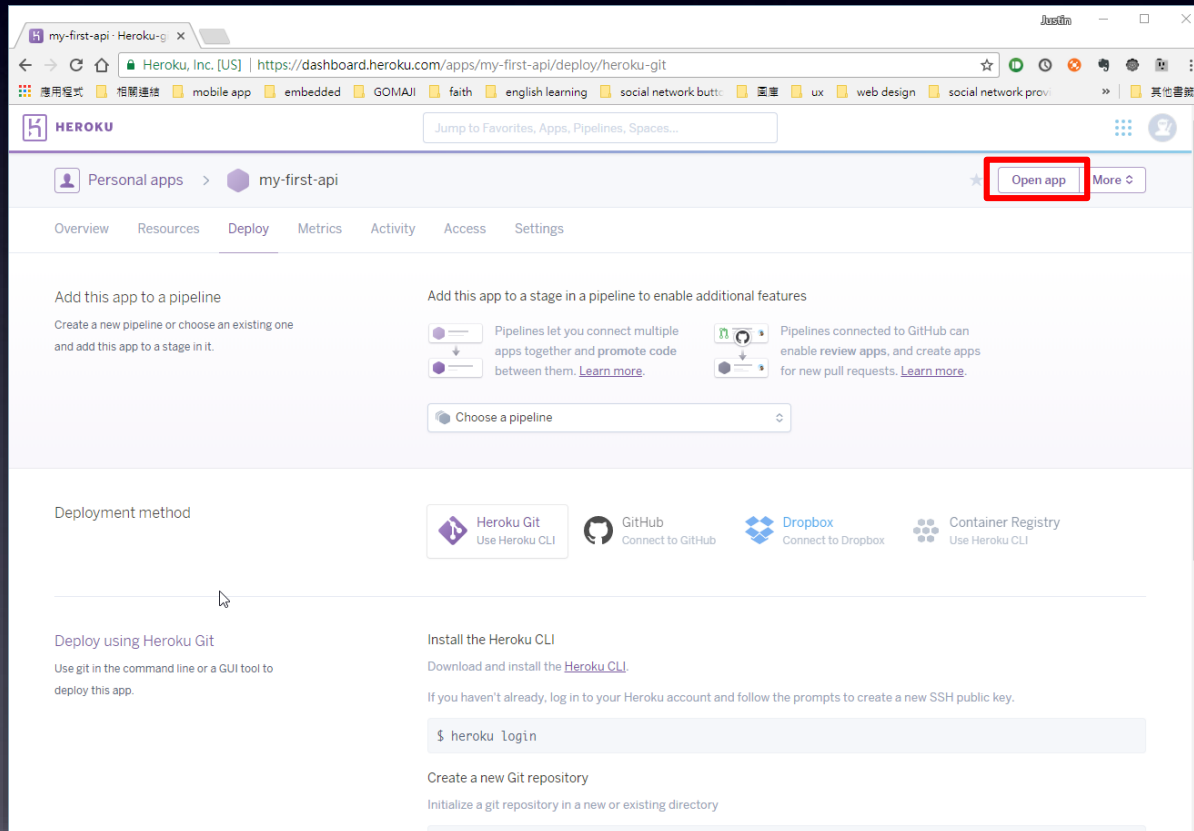 Justin
my-first-api · Heroku-g
Heroku, Inc. [US] | https://dashboard.heroku.com/apps/my-first-api/deploy/heroku-git
應用程式 相關連結 mobile app embedded GOMAJI faith english learning social network butt 圖庫 ux web design social network prov » 其他書籤
HEROKU
Jump to Favorites, Apps, Pipelines, Spaces...
Personal apps > my-first-api
Open app More
Overview Resources Deploy Metrics Activity Access Settings
Add this app to a pipeline
Create a new pipeline or choose an existing one
and add this app to a stage in it.
Add this app to a stage in a pipeline to enable additional features
Pipelines let you connect multiple
apps together and promote code
between them. Learn more.
Pipelines connected to GitHub can
enable review apps, and create apps
for new pull requests. Learn more.
Choose a pipeline
Deployment method
Heroku Git
Use Heroku CLI
GitHub
Connect to GitHub
Dropbox
Connect to Dropbox
Container Registry
Use Heroku CLI
Deploy using Heroku Git
Use git in the command line or a GUI tool to
deploy this app.
Install the Heroku CLI
Download and install the Heroku CLI.
If you haven't already, log in to your Heroku account and follow the prompts to create a new SSH public key.
$ heroku login
Create a new Git repository
Initialize a git repository in a new or existing directory